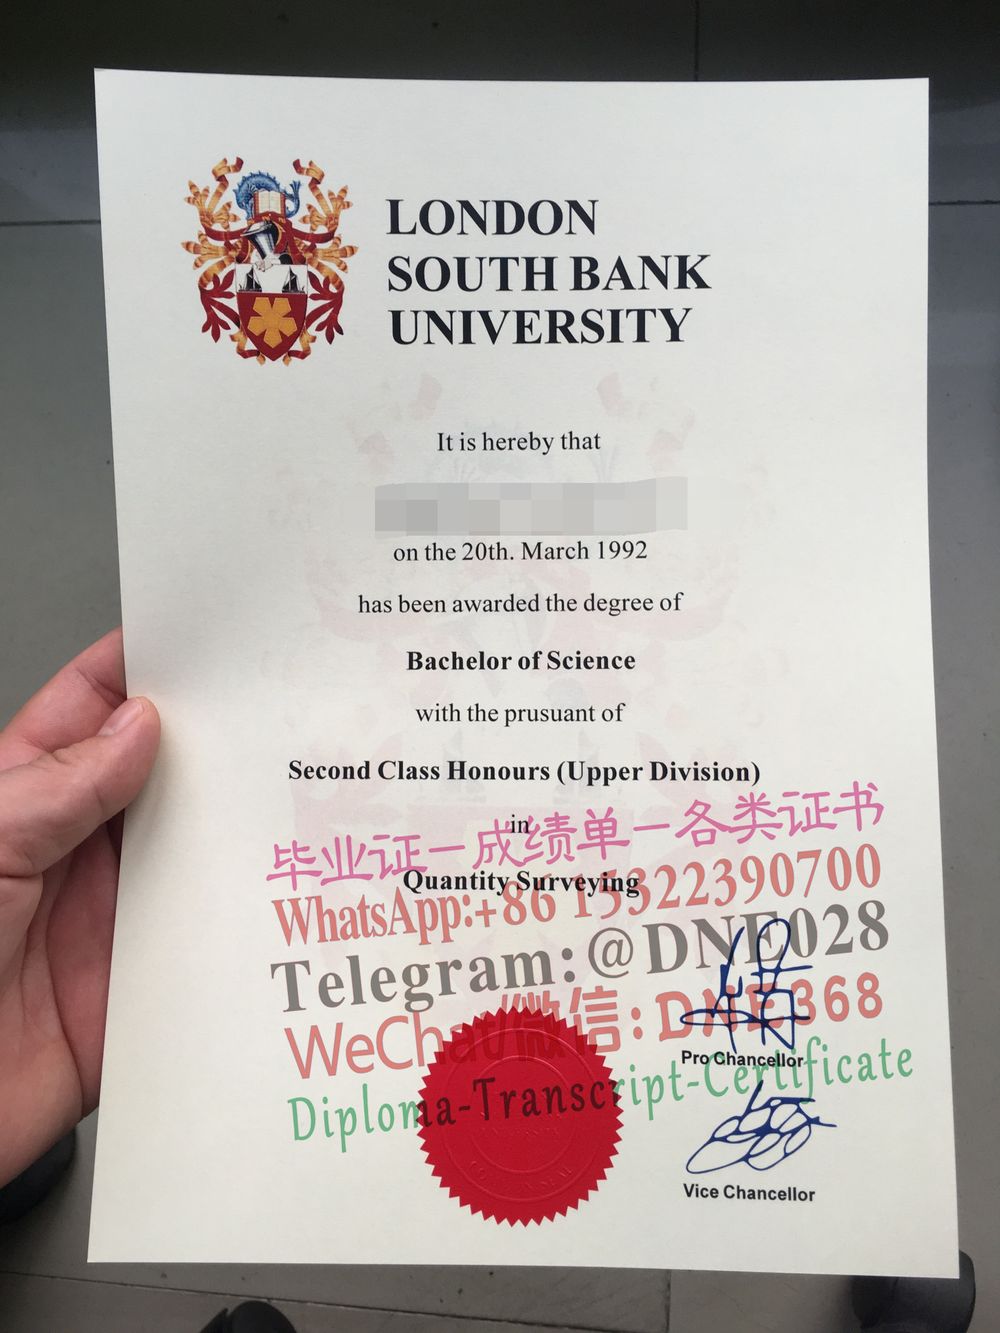 LONDON
SOUTH BANK
UNIVERSITY
It is hereby that
on the 20th. March 1992
has been awarded the degree of
Bachelor of Science
with the prusuant of
Second Class Honours (Upper Division)
in
毕业证—成绩单—各类证书
Quantity Surveying
WhatsApp:+86 15322390700
Telegram:@DNE028
WeChat/微信:DNE368
Pro Chancellor
Diploma-Transcript-Certificate
Vice Chancellor